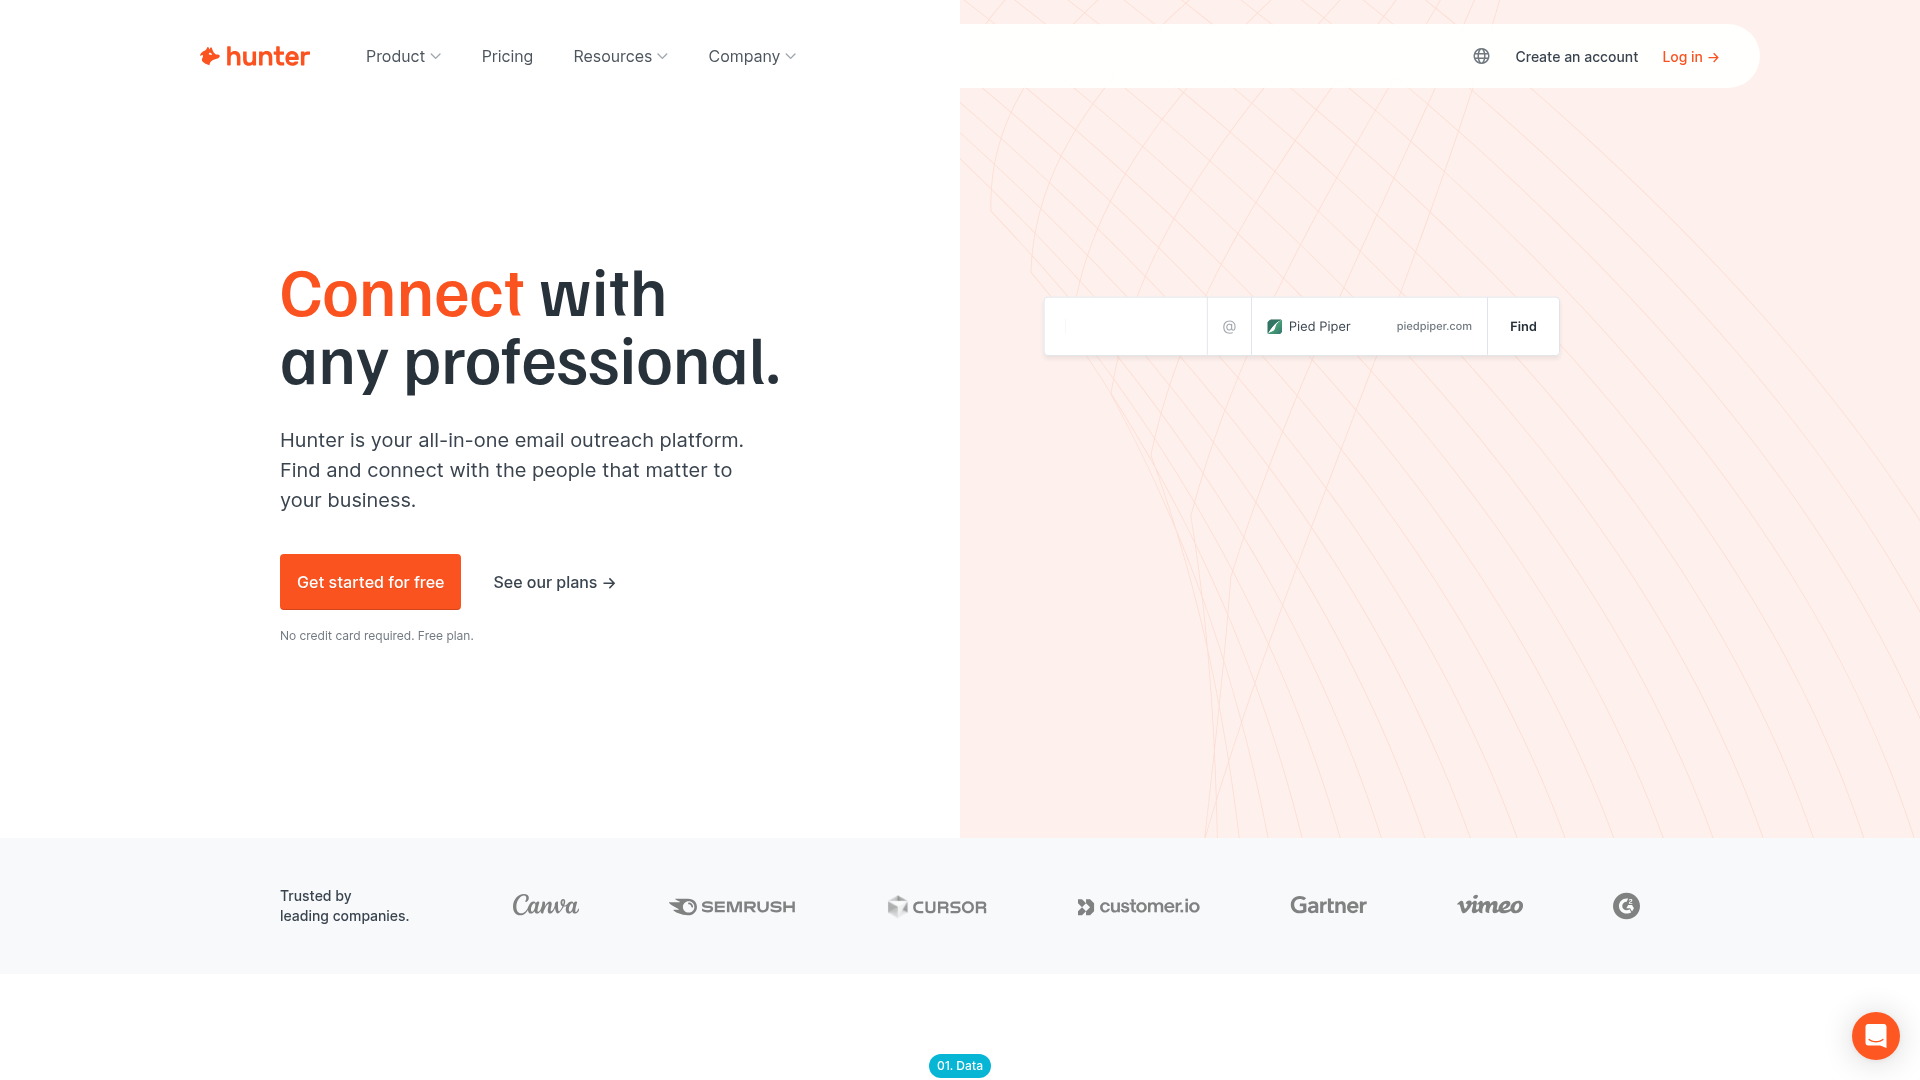 hunter
Product
Pricing
Resources
Company
Create an account
Log in →
Connect with
any professional.
Hunter is your all-in-one email outreach platform.
Find and connect with the people that matter to
your business.
Get started for free
See our plans →
No credit card required. Free plan.
@
Pied Piper
piedpiper.com
Find
Trusted by
leading companies.
Canva
SEMRUSH
CURSOR
customer.io
Gartner
vimeo
G2
01. Data